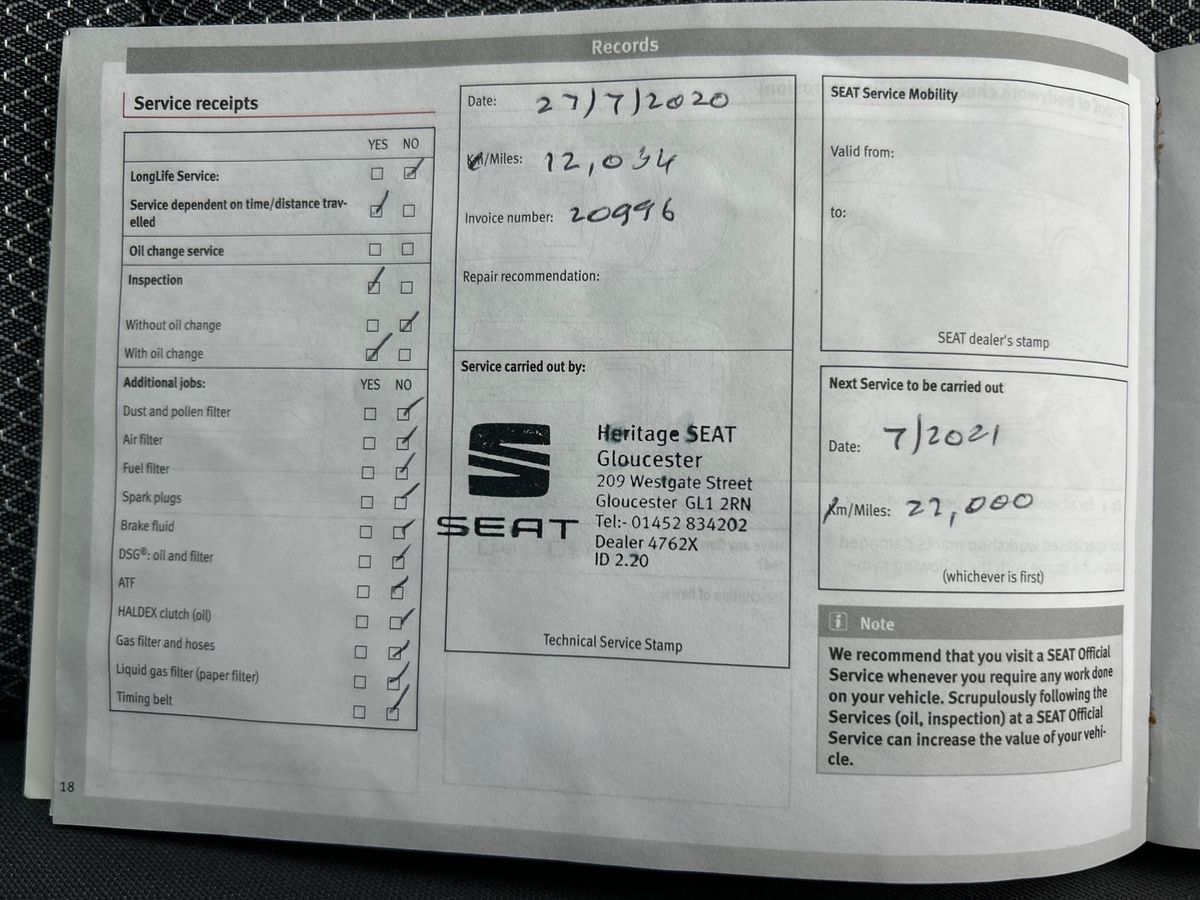 Records
Service receipts
YES NO
LongLife Service:
Service dependent on time/distance trav-
elled
Oil change service
Inspection
Without oil change
With oil change
Additional jobs: YES NO
Dust and pollen filter
Air filter
Fuel filter
Spark plugs
Brake fluid
DSG®: oil and filter
ATF
HALDEX clutch (oil)
Gas filter and hoses
Liquid gas filter (paper filter)
Timing belt
18
Date: 27/7/2020
Km/Miles: 12,034
Invoice number: 20996
Repair recommendation:
Service carried out by:
SEAT
Heritage SEAT
Gloucester
209 Westgate Street
Gloucester GL1 2RN
Tel:- 01452 834202
Dealer 4762X
ID 2.20
Technical Service Stamp
SEAT Service Mobility
Valid from:
to:
SEAT dealer's stamp
Next Service to be carried out
Date: 7/2021
Km/Miles: 22,000
(whichever is first)
i Note
We recommend that you visit a SEAT Official
Service whenever you require any work done
on your vehicle. Scrupulously following the
Services (oil, inspection) at a SEAT Official
Service can increase the value of your vehi-
cle.